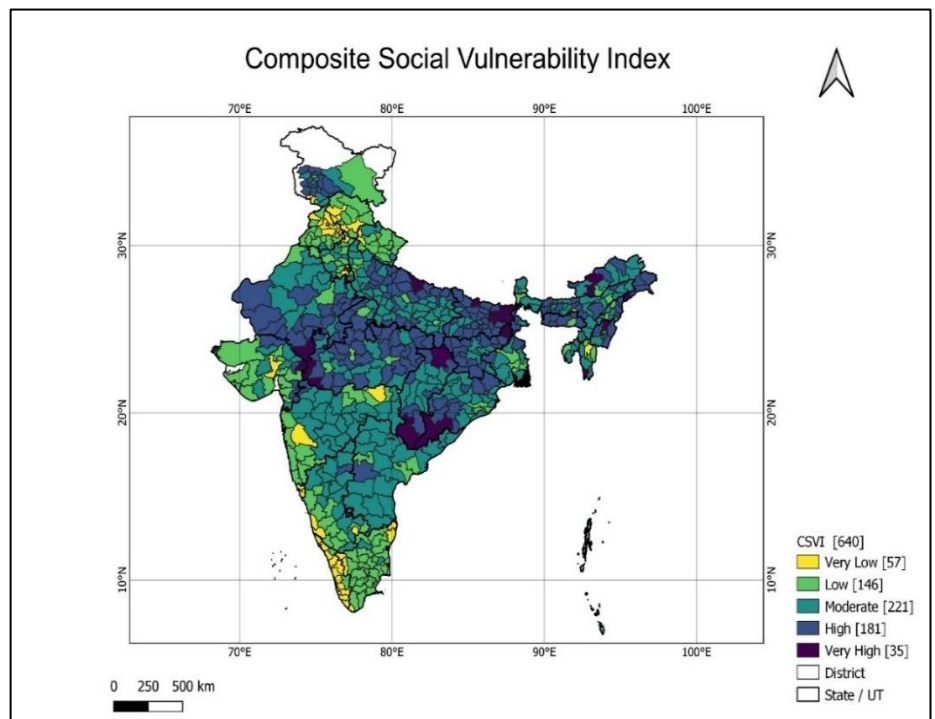 Composite Social Vulnerability Index
70°E 80°E 90°E 100°E
30°N 30°N
20°N 20°N
10°N 10°N
70°E 80°E 90°E 100°E
CSVI [640]
Very Low [57]
Low [146]
Moderate [221]
High [181]
Very High [35]
District
State / UT
0 250 500 km